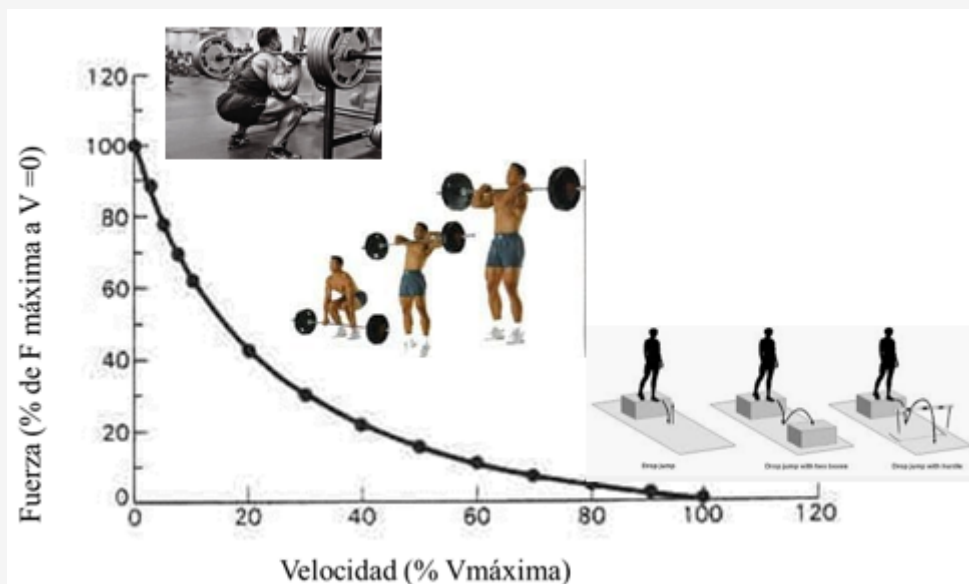 Fuerza (% de F máxima a V =0)
120
100
80
60
40
20
0
0 20 40 60 80 100 120
Velocidad (% Vmáxima)
Drop jump
Drop jump with two boxes
Drop jump with hurdle